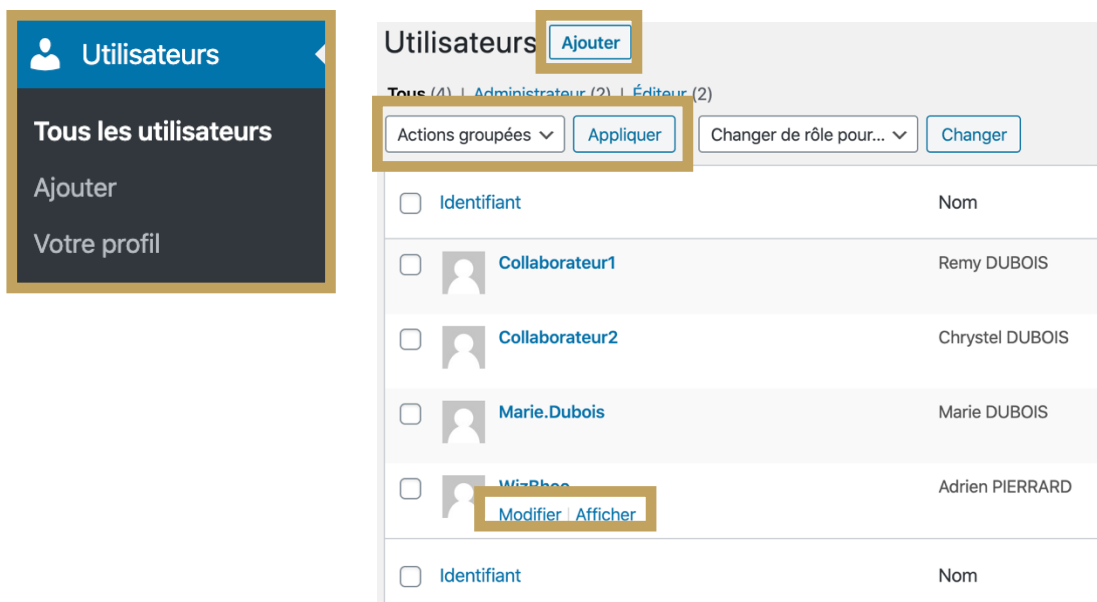 Utilisateurs
Tous les utilisateurs
Ajouter
Votre profil
Utilisateurs Ajouter
Tous (4) | Administrateur (2) | Éditeur (2)
Actions groupées Appliquer Changer de rôle pour... Changer
Identifiant Nom
Collaborateur1 Remy DUBOIS
Collaborateur2 Chrystel DUBOIS
Marie.Dubois Marie DUBOIS
Adrien PIERRARD
Modifier | Afficher
Identifiant Nom